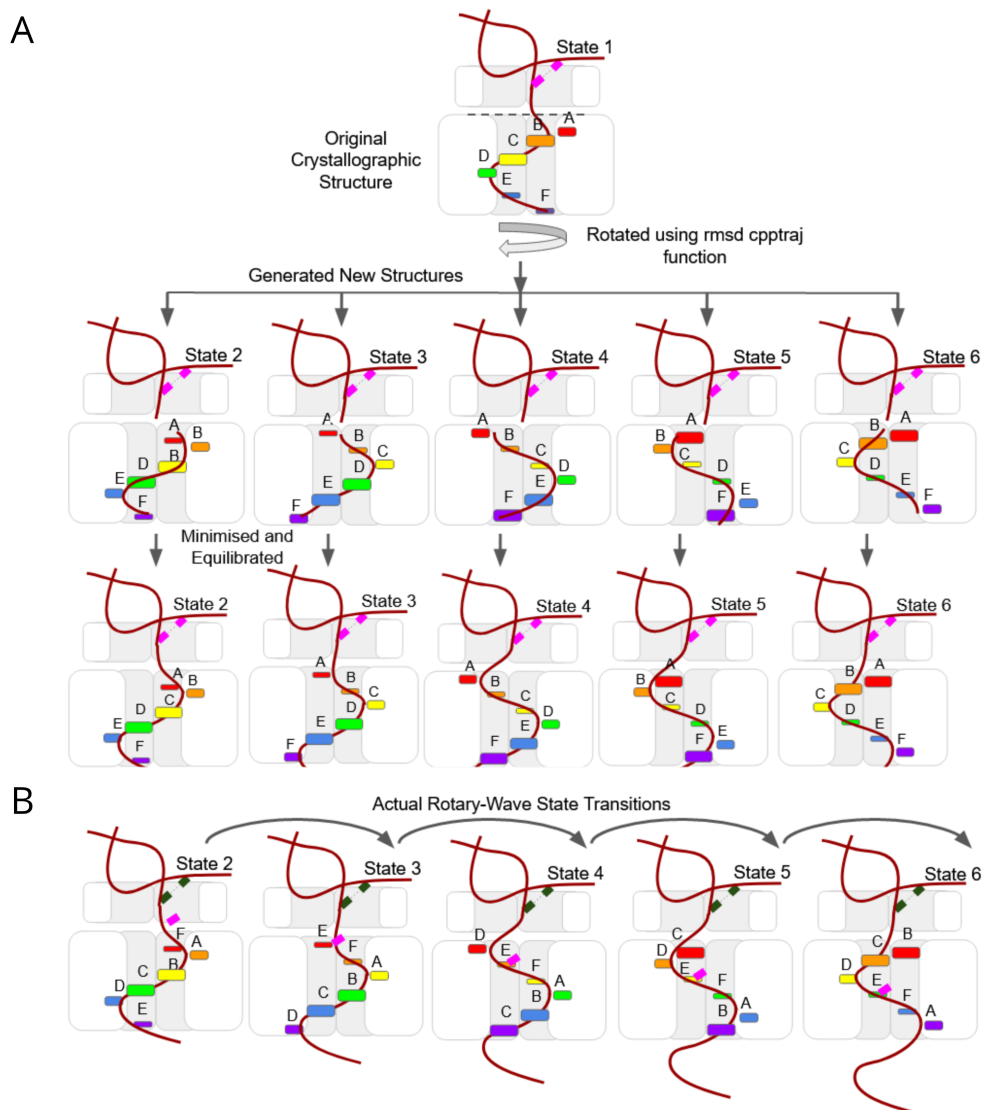 A
State 1
Original
Crystallographic
Structure
A
B
C
D
E
F
Rotated using rmsd cpptraj
function
Generated New Structures
State 2
State 3
State 4
State 5
State 6
A
B
B
D
E
F
A
B
C
D
E
F
A
B
C
D
E
F
A
B
C
D
E
F
A
B
C
D
E
F
Minimised and
Equilibrated
State 2
State 3
State 4
State 5
State 6
A
B
C
D
E
F
A
B
C
D
E
F
A
B
C
D
E
F
A
B
C
D
E
F
A
B
C
D
E
F
B
Actual Rotary-Wave State Transitions
State 2
State 3
State 4
State 5
State 6
F
A
B
C
D
E
E
F
A
B
C
D
D
E
F
A
B
C
C
D
E
F
A
B
B
C
D
E
F
A